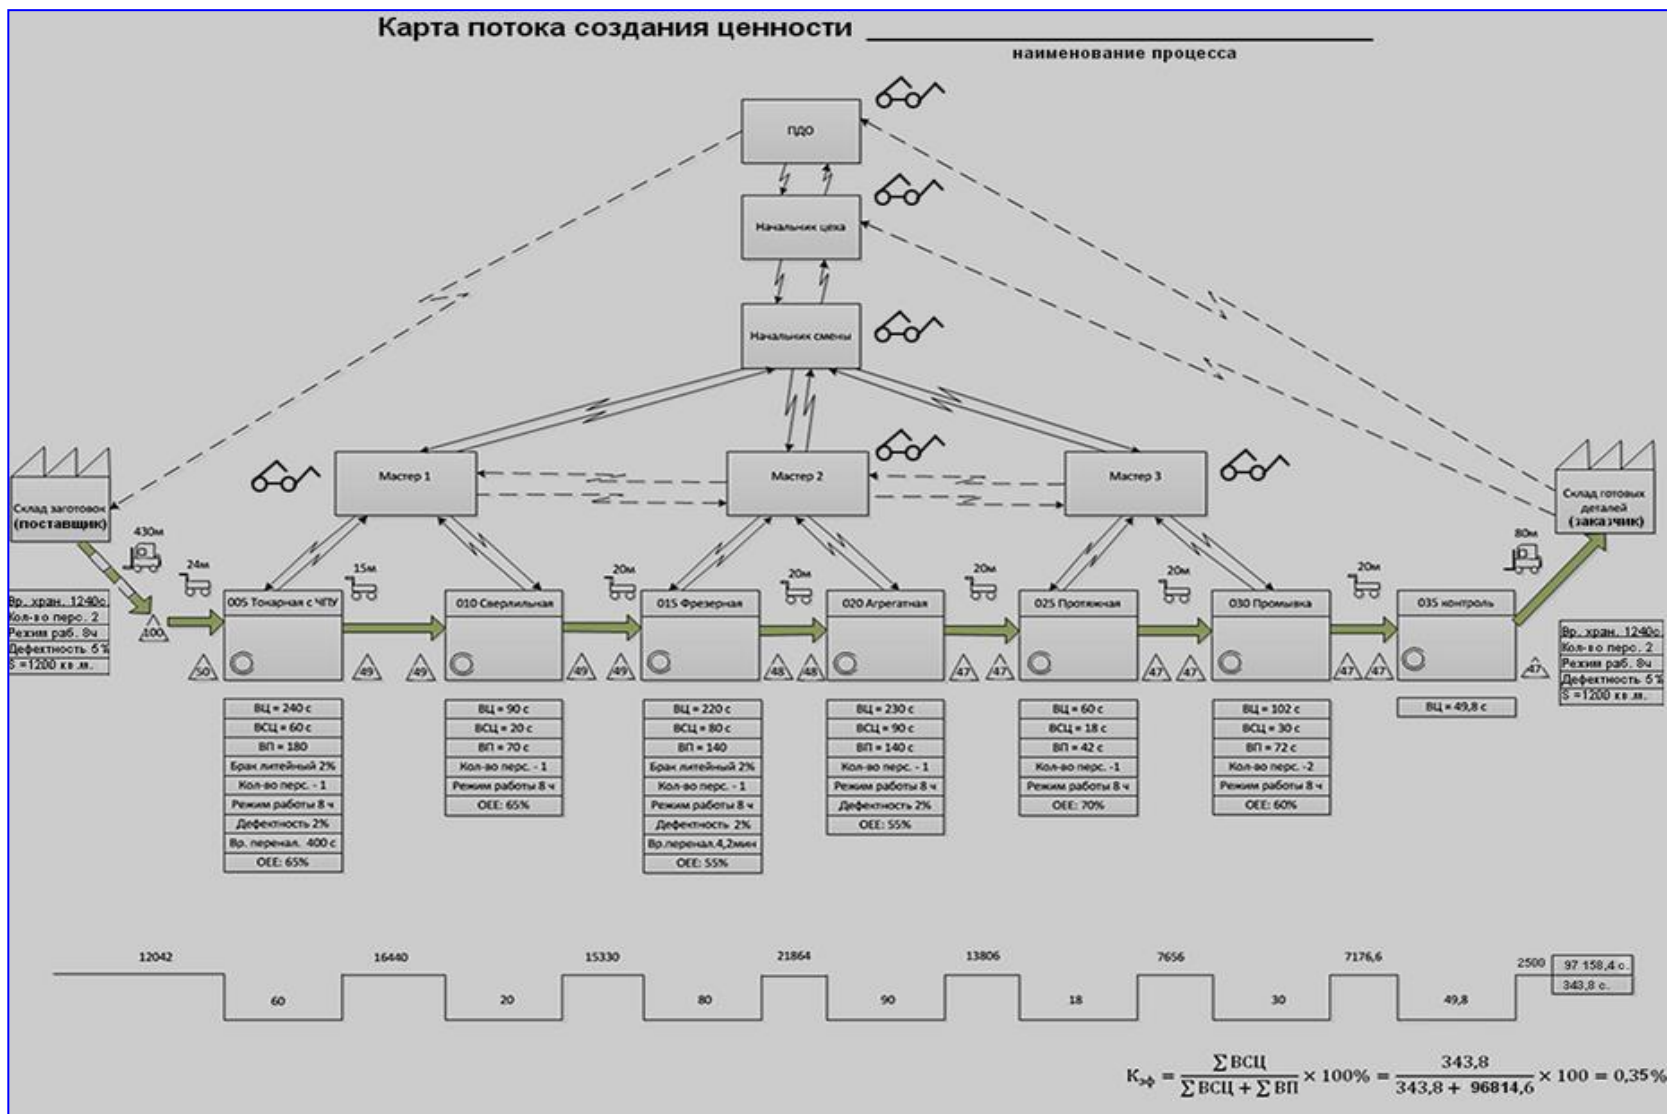 Карта потока создания ценности
наименование процесса
ПДО
Начальник цеха
Начальник смены
Мастер 1
Мастер 2
Мастер 3
Склад заготовок
(поставщик)
Склад готовых
деталей
(заказчик)
430м
80м
24м
15м
20м
20м
20м
20м
20м
Вр. хран. 1240с.
Кол-во перс. 2
Режим раб. 8ч
Дефектность 5%
S =1200 кв.м.
100
005 Токарная с ЧПУ
010 Сверлильная
015 Фрезерная
020 Агрегатная
025 Протяжная
030 Промывка
035 контроль
Вр. хран. 1240с.
Кол-во перс. 2
Режим раб. 8ч
Дефектность 5%
S =1200 кв.м.
50
49
49
49
49
48
48
47
47
47
47
47
47
47
ВЦ = 240 с
ВСЦ = 60 с
ВП = 180
Брак литейный 2%
Кол-во перс. - 1
Режим работы 8 ч
Дефектность 2%
Вр. перенал. 400 с
OEE: 65%
ВЦ = 90 с
ВСЦ = 20 с
ВП = 70 с
Кол-во перс. - 1
Режим работы 8 ч
OEE: 65%
ВЦ = 220 с
ВСЦ = 80 с
ВП = 140
Брак литейный 2%
Кол-во перс. - 1
Режим работы 8 ч
Дефектность 2%
Вр.перенал.4,2мин
OEE: 55%
ВЦ = 230 с
ВСЦ = 90 с
ВП = 140 с
Кол-во перс. - 1
Режим работы 8 ч
Дефектность 2%
OEE: 55%
ВЦ = 60 с
ВСЦ = 18 с
ВП = 42 с
Кол-во перс. -1
Режим работы 8 ч
OEE: 70%
ВЦ = 102 с
ВСЦ = 30 с
ВП = 72 с
Кол-во перс. -2
Режим работы 8 ч
OEE: 60%
ВЦ = 49,8 с
12042 16440 15330 21864 13806 7656 7176,6 2500 97 158,4 с.
60 20 80 90 18 30 49,8 343,8 с.
Кэф = ∑ ВСЦ / (∑ ВСЦ + ∑ ВП) × 100% = 343,8 / (343,8 + 96814,6) × 100 = 0,35%